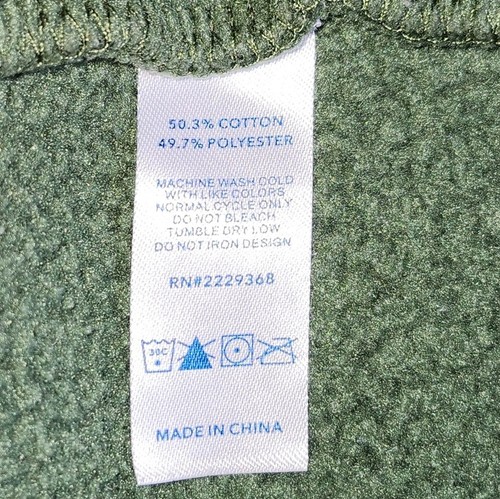 50.3% COTTON
49.7% POLYESTER
MACHINE WASH COLD
WITH LIKE COLORS
NORMAL CYCLE ONLY
DO NOT BLEACH
TUMBLE DRY LOW
DO NOT IRON DESIGN
RN#2229368
30C
MADE IN CHINA